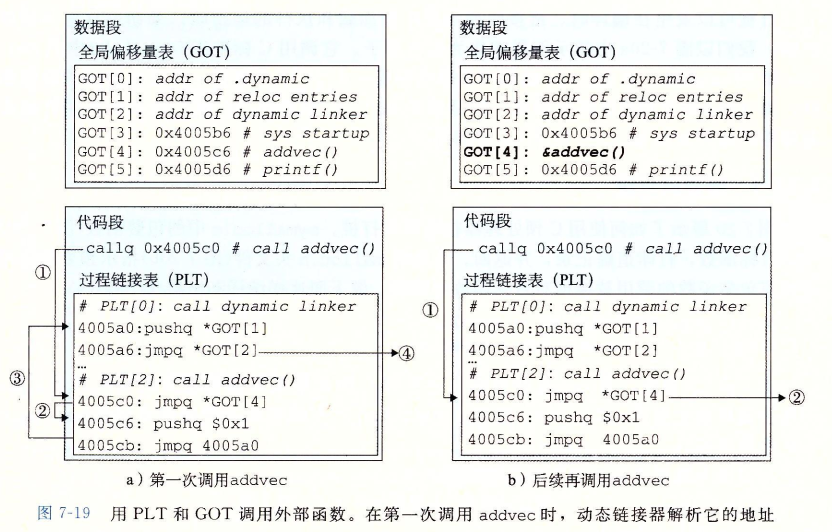 数据段
全局偏移量表（GOT）
GOT[0]: addr of .dynamic
GOT[1]: addr of reloc entries
GOT[2]: addr of dynamic linker
GOT[3]: 0x4005b6 # sys startup
GOT[4]: 0x4005c6 # addvec()
GOT[5]: 0x4005d6 # printf()
代码段
callq 0x4005c0 # call addvec()
①
过程链接表（PLT）
# PLT[0]: call dynamic linker
4005a0:pushq *GOT[1]
4005a6:jmpq *GOT[2]
④
…
③
# PLT[2]: call addvec()
4005c0: jmpq *GOT[4]
②
4005c6: pushq $0x1
4005cb: jmpq 4005a0
a）第一次调用addvec
数据段
全局偏移量表（GOT）
GOT[0]: addr of .dynamic
GOT[1]: addr of reloc entries
GOT[2]: addr of dynamic linker
GOT[3]: 0x4005b6 # sys startup
GOT[4]: &addvec()
GOT[5]: 0x4005d6 # printf()
代码段
callq 0x4005c0 # call addvec()
过程链接表（PLT）
①
# PLT[0]: call dynamic linker
4005a0:pushq *GOT[1]
4005a6:jmpq *GOT[2]
…
# PLT[2]: call addvec()
4005c0: jmpq *GOT[4]
②
4005c6: pushq $0x1
4005cb: jmpq 4005a0
b）后续再调用addvec
图 7-19 用 PLT 和 GOT 调用外部函数。在第一次调用 addvec 时，动态链接器解析它的地址